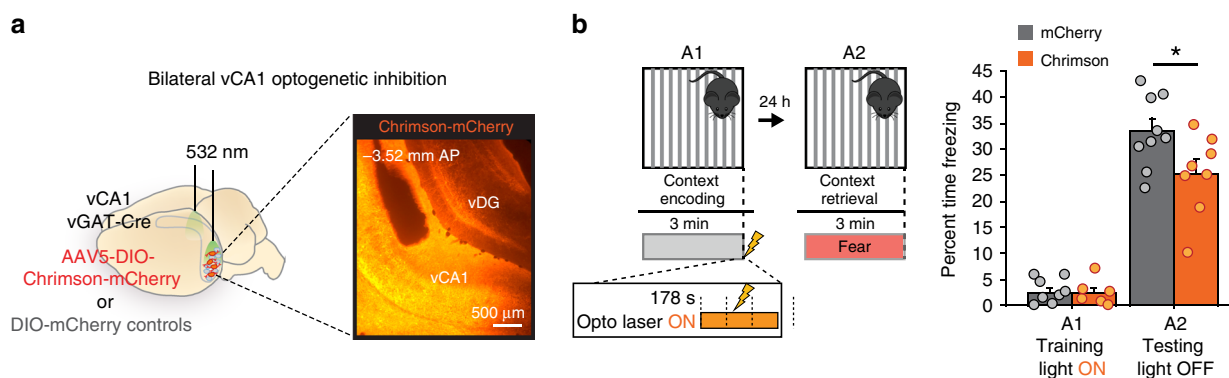 a
Bilateral vCA1 optogenetic inhibition
532 nm
vCA1
vGAT-Cre
AAV5-DIO-
Chrimson-mCherry
or
DIO-mCherry controls
Chrimson-mCherry
–3.52 mm AP
vDG
vCA1
500 μm
b
A1
A2
24 h
Context
encoding
Context
retrieval
3 min
3 min
Fear
178 s
Opto laser ON
mCherry
Chrimson
*
Percent time freezing
45
40
35
30
25
20
15
10
5
0
A1
Training
light ON
A2
Testing
light OFF